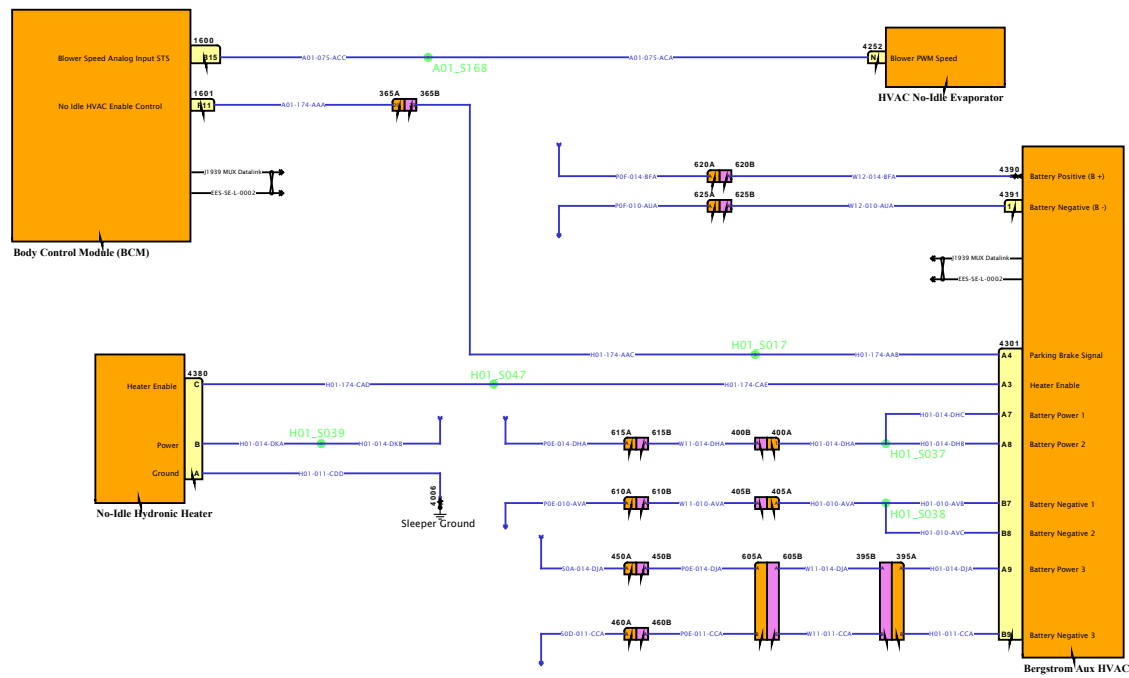 1600
Blower Speed Analog Input STS
B15
A01-075-ACC
A01_S168
A01-075-ACA
4252
N
Blower PWM Speed
HVAC No-Idle Evaporator
1601
No Idle HVAC Enable Control
F11
A01-174-AAA
365A
365B
J1939 MUX Datalink
EES-SE-L-0002
Body Control Module (BCM)
P0F-014-BFA
620A
620B
A
A
W12-014-BFA
4390
Battery Positive (B +)
P0F-010-AUA
625A
625B
A
A
W12-010-AUA
4391
1
Battery Negative (B -)
J1939 MUX Datalink
EES-SE-L-0002
H01-174-AAC
H01_S017
H01-174-AAB
4301
A4
Parking Brake Signal
4380
Heater Enable
C
H01-174-CAD
H01_S047
H01-174-CAE
A3
Heater Enable
H01-014-DHC
A7
Battery Power 1
Power
B
H01-014-DKA
H01_S039
H01-014-DKB
P0E-014-DHA
615A
615B
A
A
W11-014-DHA
400B
400A
A
A
H01-014-DHA
H01_S037
H01-014-DHB
A8
Battery Power 2
Ground
A
H01-011-CDD
4006
Sleeper Ground
No-Idle Hydronic Heater
P0E-010-AVA
610A
610B
A
A
W11-010-AVA
405B
405A
A
A
H01-010-AVA
H01_S038
H01-010-AVB
B7
Battery Negative 1
H01-010-AVC
B8
Battery Negative 2
S0A-014-DJA
450A
450B
A
A
P0E-014-DJA
605A
605B
A
A
W11-014-DJA
395B
395A
A
A
H01-014-DJA
A9
Battery Power 3
S0D-011-CCA
460A
460B
A
A
P0E-011-CCA
B
B
W11-011-CCA
B
B
H01-011-CCA
B9
Battery Negative 3
Bergstrom Aux HVAC